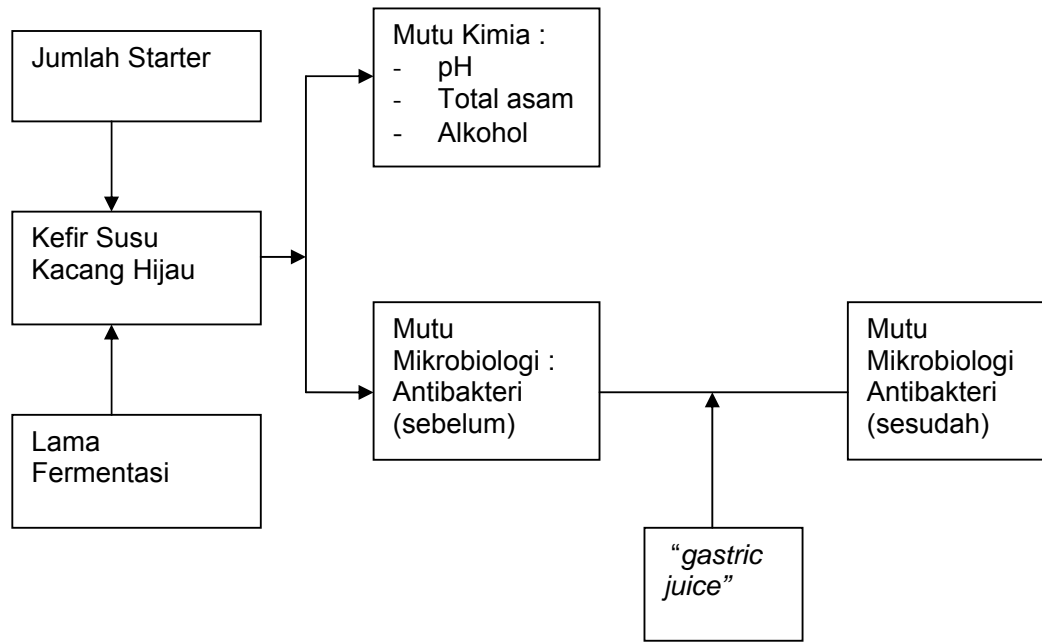 Jumlah Starter
Mutu Kimia :
- pH
- Total asam
- Alkohol
Kefir Susu
Kacang Hijau
Mutu
Mikrobiologi :
Antibakteri
(sebelum)
Mutu
Mikrobiologi
Antibakteri
(sesudah)
Lama
Fermentasi
“gastric
juice”